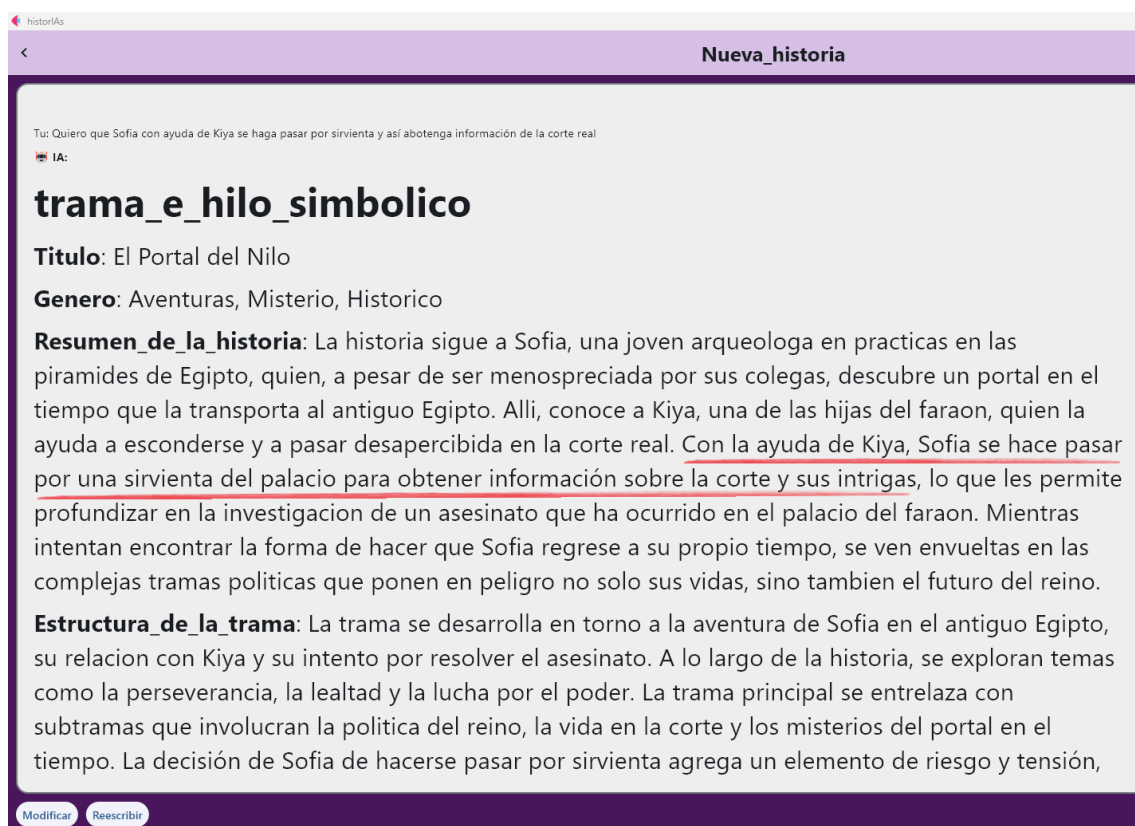 historIAs
Nueva_historia
Tu: Quiero que Sofia con ayuda de Kiya se haga pasar por sirvienta y así abotenga información de la corte real
IA:
trama_e_hilo_simbolico
Titulo: El Portal del Nilo
Genero: Aventuras, Misterio, Historico
Resumen_de_la_historia: La historia sigue a Sofia, una joven arqueologa en practicas en las
piramides de Egipto, quien, a pesar de ser menospreciada por sus colegas, descubre un portal en el
tiempo que la transporta al antiguo Egipto. Alli, conoce a Kiya, una de las hijas del faraon, quien la
ayuda a esconderse y a pasar desapercibida en la corte real. Con la ayuda de Kiya, Sofia se hace pasar
por una sirvienta del palacio para obtener información sobre la corte y sus intrigas, lo que les permite
profundizar en la investigacion de un asesinato que ha ocurrido en el palacio del faraon. Mientras
intentan encontrar la forma de hacer que Sofia regrese a su propio tiempo, se ven envueltas en las
complejas tramas politicas que ponen en peligro no solo sus vidas, sino tambien el futuro del reino.
Estructura_de_la_trama: La trama se desarrolla en torno a la aventura de Sofia en el antiguo Egipto,
su relacion con Kiya y su intento por resolver el asesinato. A lo largo de la historia, se exploran temas
como la perseverancia, la lealtad y la lucha por el poder. La trama principal se entrelaza con
subtramas que involucran la politica del reino, la vida en la corte y los misterios del portal en el
tiempo. La decisión de Sofia de hacerse pasar por sirvienta agrega un elemento de riesgo y tensión,
Modificar Reescribir